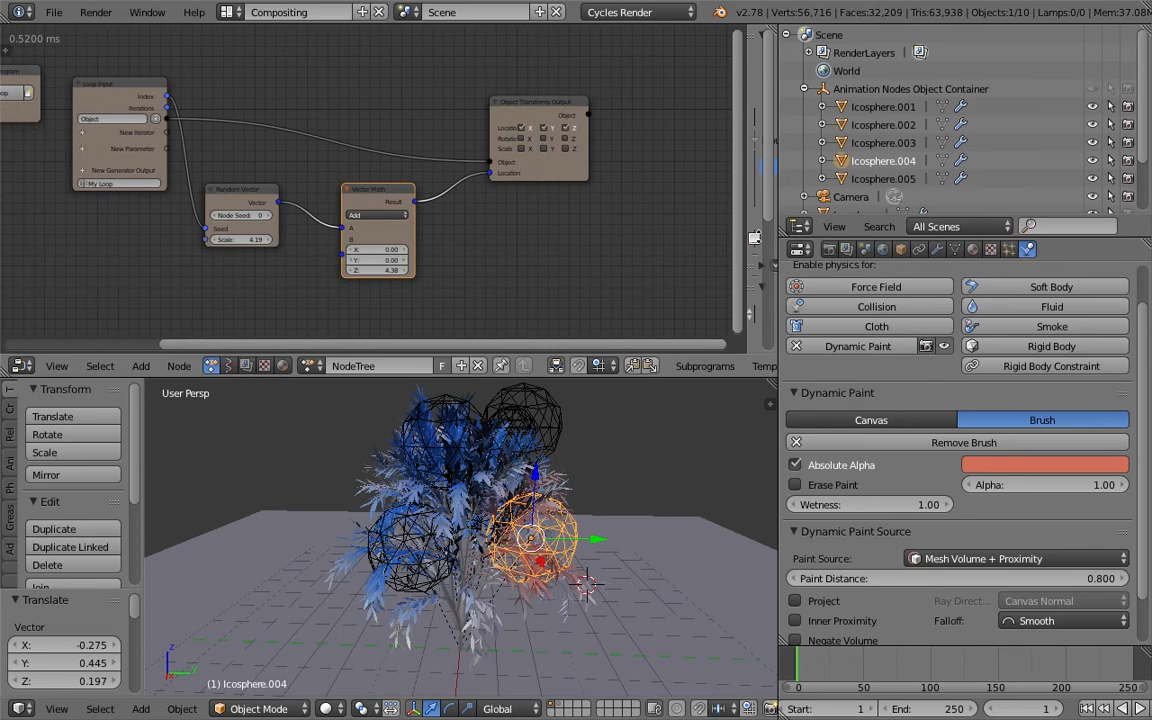 File Render Window Help Compositing Scene Cycles Render v2.78 | Verts:56,716 | Faces:32,209 | Tris:63,938 | Objects:1/10 | Lamps:0/0 | Mem:37.08M
0.5200 ms
Loop Input
Index
Iterations
Object
New Iterator
New Parameter
New Generator Output
My Loop
Random Vector
Vector
Node Seed: 0
Seed
Scale: 4.19
Vector Math
Result
Add
A
B
X: 0.00
Y: 0.00
Z: 4.38
Object Transforms Output
Object
Locatio X Y Z
Rotatio X Y Z
Scale X Y Z
Object
Location
View Select Add Node NodeTree F Subprograms Temp
Scene
RenderLayers
World
Animation Nodes Object Container
Icosphere.001
Icosphere.002
Icosphere.003
Icosphere.004
Icosphere.005
Camera
View Search All Scenes
Enable physics for:
Force Field Soft Body
Collision Fluid
Cloth Smoke
Dynamic Paint Rigid Body
Rigid Body Constraint
Dynamic Paint
Canvas Brush
Remove Brush
Absolute Alpha
Erase Paint Alpha: 1.00
Wetness: 1.00
Dynamic Paint Source
Paint Source: Mesh Volume + Proximity
Paint Distance: 0.800
Project Ray Direct... Canvas Normal
Inner Proximity Falloff: Smooth
Negate Volume
0 50 100 150 200 250
Start: 1 End: 250 1
T
Cr
Rel
Ani
Ph
Greas
Ad
Transform
Translate
Rotate
Scale
Mirror
Edit
Duplicate
Duplicate Linked
Delete
Join
Translate
Vector
X: -0.275
Y: 0.445
Z: 0.197
User Persp
z
y
(1) Icosphere.004
View Select Add Object Object Mode Global